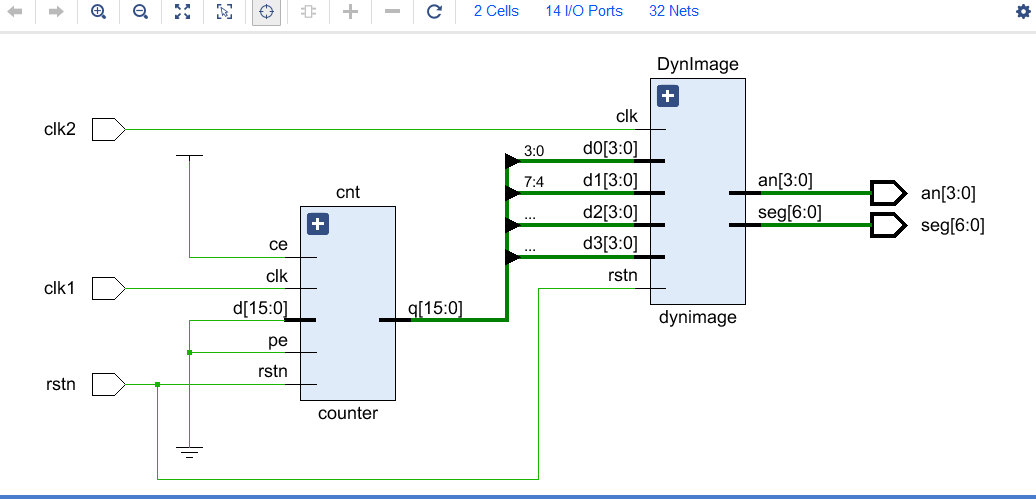 2 Cells 14 I/O Ports 32 Nets
DynImage
clk2
clk
3:0 d0[3:0]
7:4 d1[3:0]
an[3:0] an[3:0]
cnt
... d2[3:0]
seg[6:0] seg[6:0]
ce
... d3[3:0]
clk1
clk
rstn
d[15:0] q[15:0]
dynimage
pe
rstn
rstn
counter